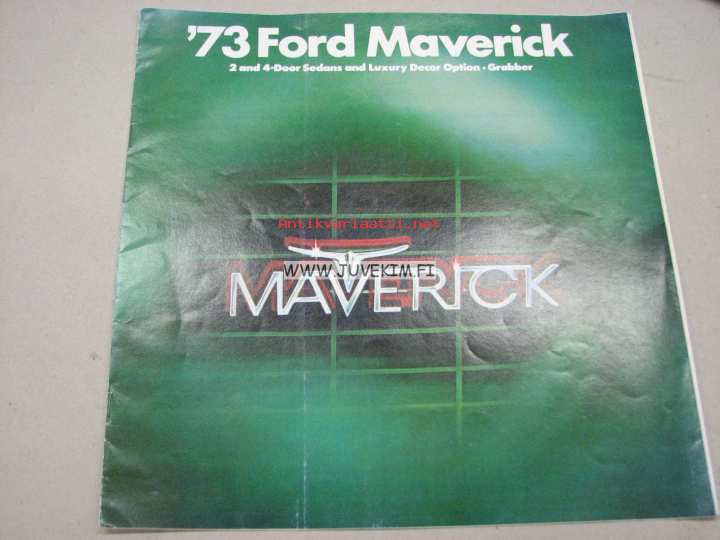 '73 Ford Maverick
2 and 4-Door Sedans and Luxury Decor Option • Grabber
Antikvariaatti.net
WWW.JUVEKIM.FI
MAVERICK